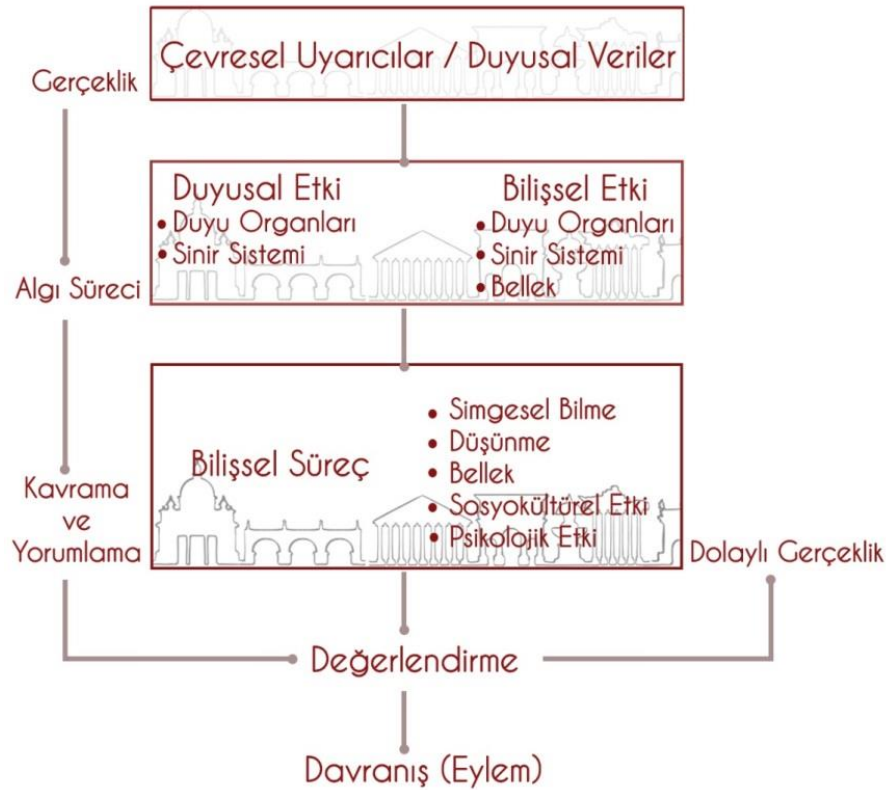 Çevresel Uyarıcılar / Duyusal Veriler
Gerçeklik
Duyusal Etki
• Duyu Organları
• Sinir Sistemi
Bilişsel Etki
• Duyu Organları
• Sinir Sistemi
• Bellek
Algı Süreci
Bilişsel Süreç
• Simgesel Bilme
• Düşünme
• Bellek
• Sosyokültürel Etki
• Psikolojik Etki
Kavrama
ve
Yorumlama
Dolaylı Gerçeklik
Değerlendirme
Davranış (Eylem)